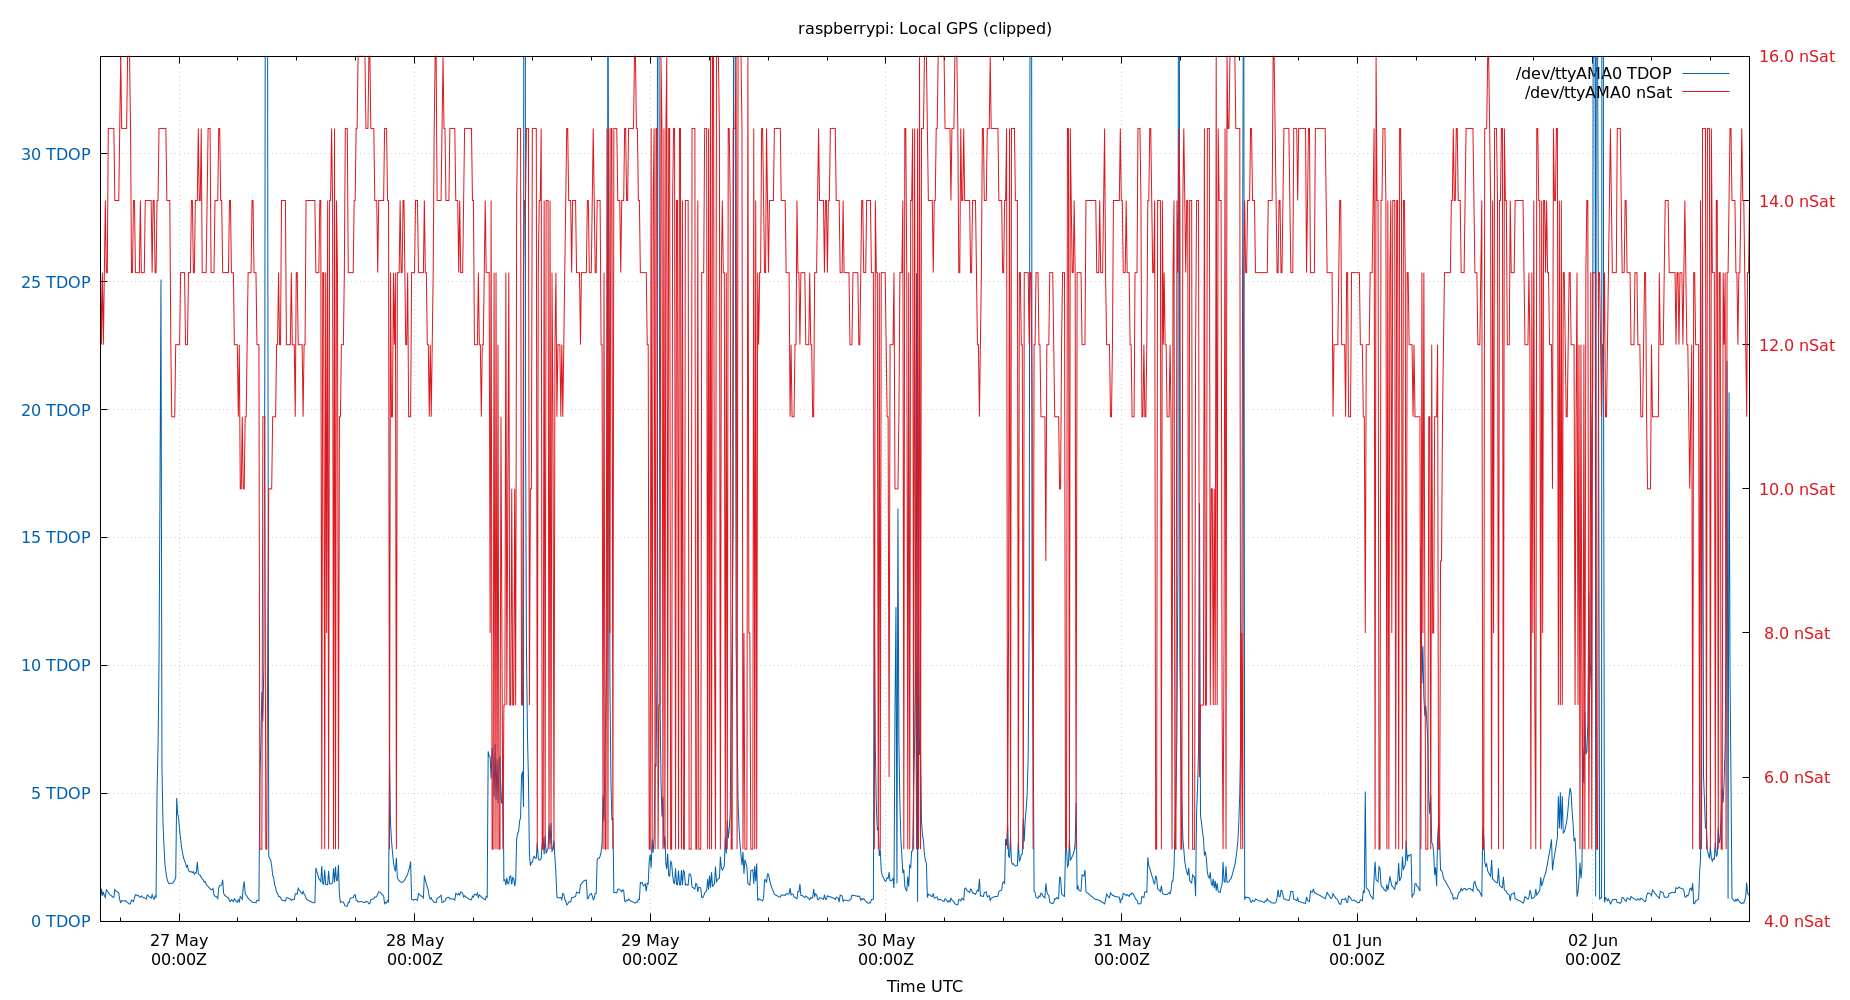 raspberrypi: Local GPS (clipped)
/dev/ttyAMA0 TDOP
/dev/ttyAMA0 nSat
30 TDOP
25 TDOP
20 TDOP
15 TDOP
10 TDOP
5 TDOP
0 TDOP
16.0 nSat
14.0 nSat
12.0 nSat
10.0 nSat
8.0 nSat
6.0 nSat
4.0 nSat
27 May
00:00Z
28 May
00:00Z
29 May
00:00Z
30 May
00:00Z
31 May
00:00Z
01 Jun
00:00Z
02 Jun
00:00Z
Time UTC